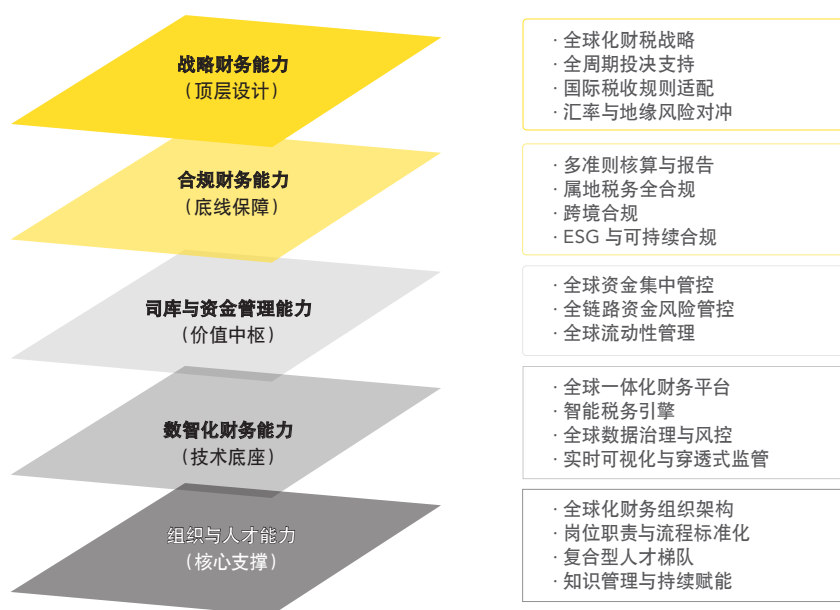 战略财务能力
（顶层设计）
· 全球化财税战略
· 全周期投决支持
· 国际税收规则适配
· 汇率与地缘风险对冲
合规财务能力
（底线保障）
· 多准则核算与报告
· 属地税务全合规
· 跨境合规
· ESG 与可持续合规
司库与资金管理能力
（价值中枢）
· 全球资金集中管控
· 全链路资金风险管控
· 全球流动性管理
数智化财务能力
（技术底座）
· 全球一体化财务平台
· 智能税务引擎
· 全球数据治理与风控
· 实时可视化与穿透式监管
组织与人才能力
（核心支撑）
· 全球化财务组织架构
· 岗位职责与流程标准化
· 复合型人才梯队
· 知识管理与持续赋能